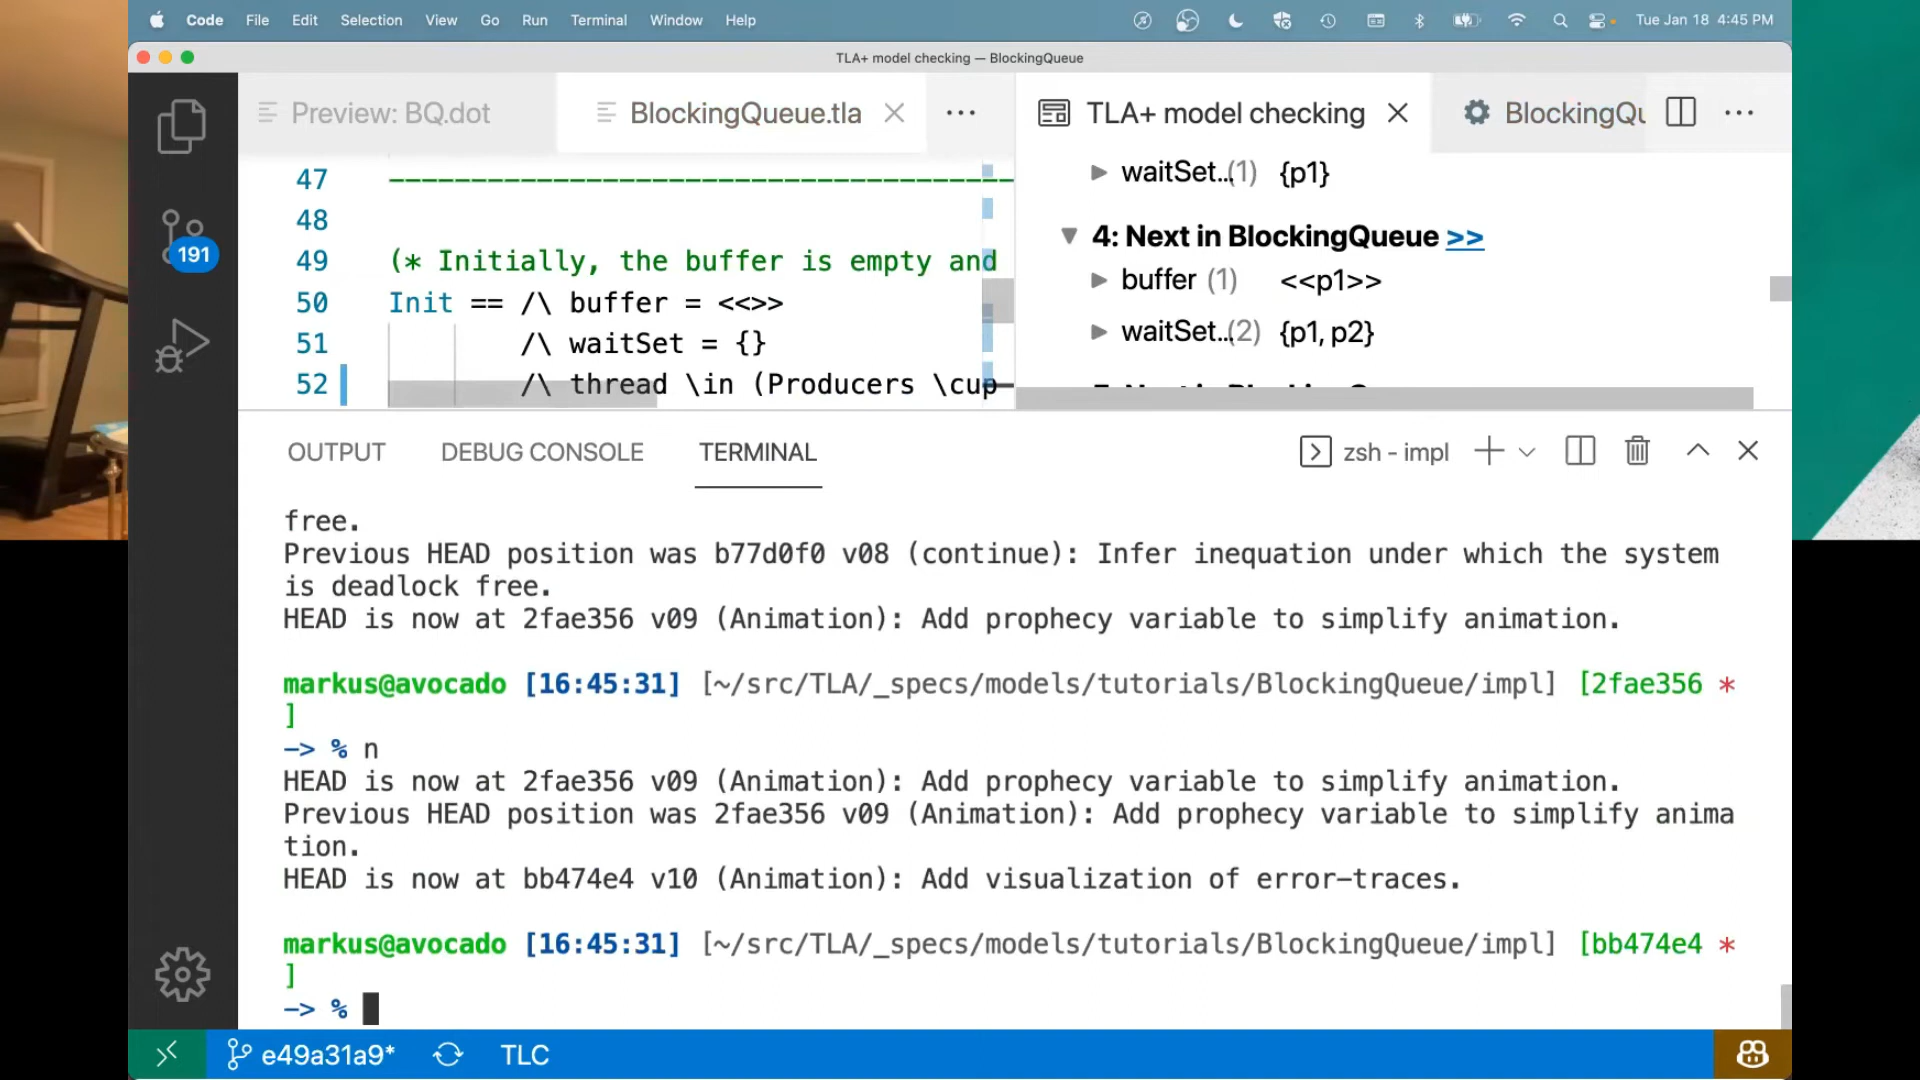 Code File Edit Selection View Go Run Terminal Window Help Tue Jan 18 4:45 PM
TLA+ model checking — BlockingQueue
Preview: BQ.dot BlockingQueue.tla TLA+ model checking BlockingQu
47 ----------------------------------------
48
49 (* Initially, the buffer is empty and
50 Init == /\ buffer = <<>>
51 /\ waitSet = {}
52 /\ thread \in (Producers \cup
waitSet…(1) {p1}
4: Next in BlockingQueue >>
buffer (1) <<p1>>
waitSet…(2) {p1, p2}
191
OUTPUT DEBUG CONSOLE TERMINAL zsh - impl
free.
Previous HEAD position was b77d0f0 v08 (continue): Infer inequation under which the system
is deadlock free.
HEAD is now at 2fae356 v09 (Animation): Add prophecy variable to simplify animation.
markus@avocado [16:45:31] [~/src/TLA/_specs/models/tutorials/BlockingQueue/impl] [2fae356 *
]
-> % n
HEAD is now at 2fae356 v09 (Animation): Add prophecy variable to simplify animation.
Previous HEAD position was 2fae356 v09 (Animation): Add prophecy variable to simplify anima
tion.
HEAD is now at bb474e4 v10 (Animation): Add visualization of error-traces.
markus@avocado [16:45:31] [~/src/TLA/_specs/models/tutorials/BlockingQueue/impl] [bb474e4 *
]
-> %
e49a31a9* TLC